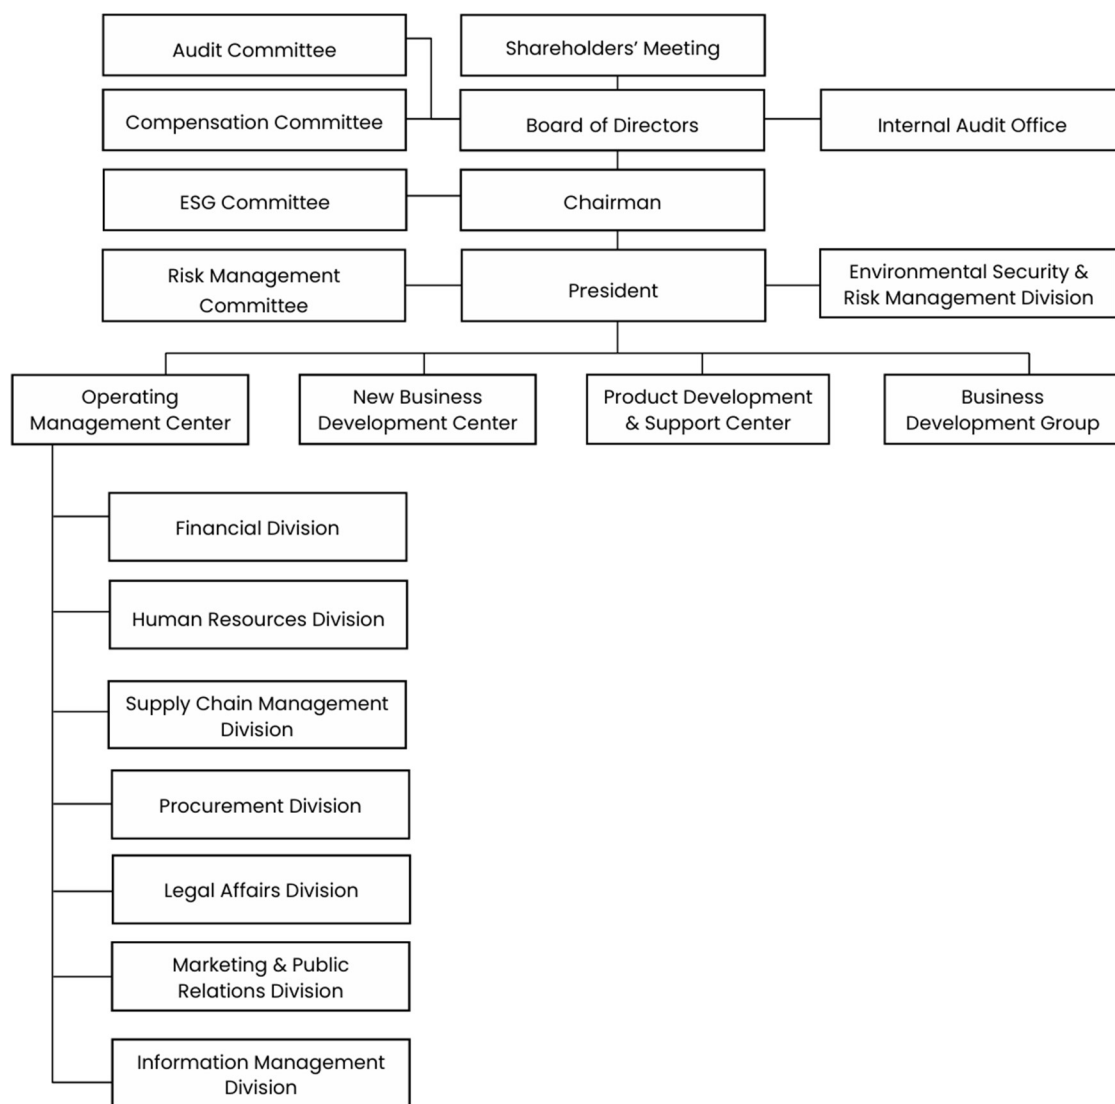 Audit Committee
Shareholders’ Meeting
Compensation Committee
Board of Directors
Internal Audit Office
ESG Committee
Chairman
Risk Management
Committee
President
Environmental Security &
Risk Management Division
Operating
Management Center
New Business
Development Center
Product Development
& Support Center
Business
Development Group
Financial Division
Human Resources Division
Supply Chain Management
Division
Procurement Division
Legal Affairs Division
Marketing & Public
Relations Division
Information Management
Division